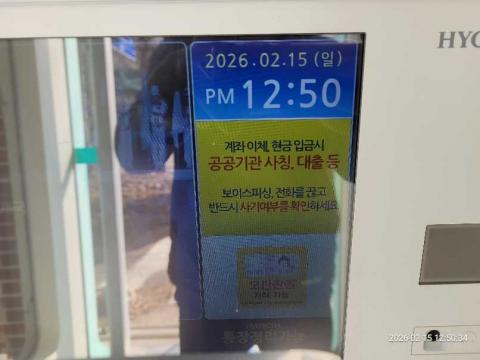 HYO
2026.02.15 (일)
PM 12:50
계좌 이체, 현금 입금시
공공기관 사칭, 대출 등
보이스피싱, 전화를 끊고
반드시 사기여부를 확인하세요
2026-02-15 12:50:34